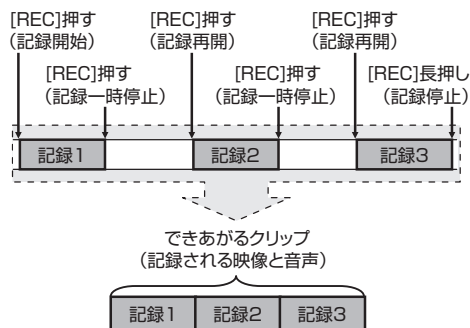 [REC]押す
(記録開始)
[REC]押す
(記録再開)
[REC]押す
(記録再開)
[REC]押す
(記録一時停止)
[REC]押す
(記録一時停止)
[REC]長押し
(記録停止)
記録1
記録2
記録3
できあがるクリップ
(記録される映像と音声)
記録1
記録2
記録3